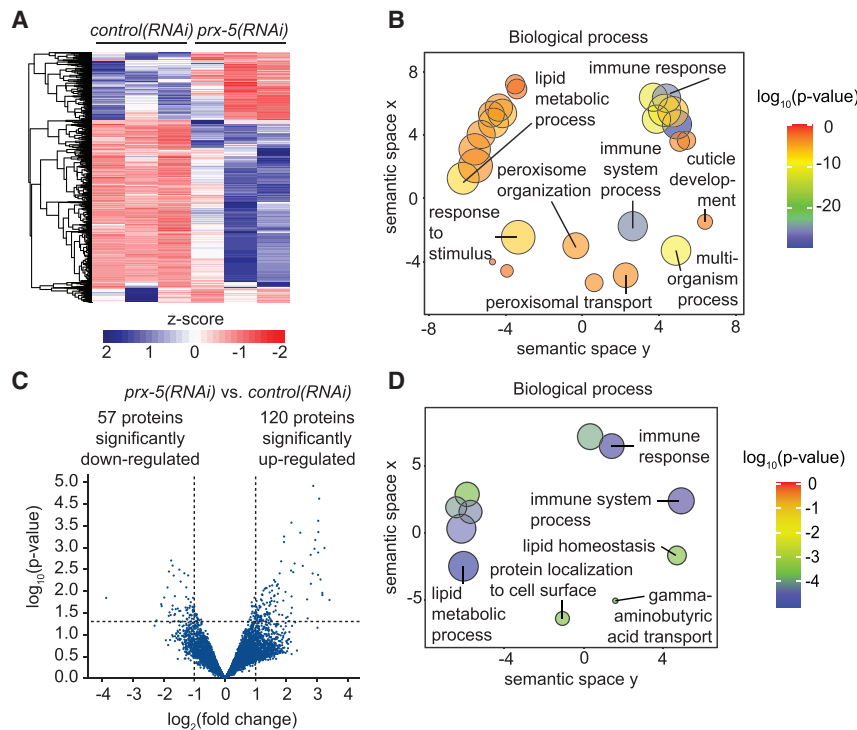 A
control(RNAi) prx-5(RNAi)
z-score
2 1 0 -1 -2
B
Biological process
8
4
0
-4
-8 -4 0 4 8
semantic space x
semantic space y
lipid
metabolic
process
immune response
peroxisome
organization
immune
system
process
cuticle
develop-
ment
response
to
stimulus
multi-
organism
process
peroxisomal transport
log10(p-value)
0
-10
-20
C
prx-5(RNAi) vs. control(RNAi)
57 proteins
significantly
down-regulated
120 proteins
significantly
up-regulated
5.0
4.5
4.0
3.5
3.0
2.5
2.0
1.5
1.0
0.5
0.0
-4 -3 -2 -1 0 1 2 3 4
log10(p-value)
log2(fold change)
D
Biological process
5
0
-5
-4 0 4
semantic space x
semantic space y
immune
response
immune system
process
lipid homeostasis
protein localization
to cell surface
lipid
metabolic
process
gamma-
aminobutyric
acid transport
log10(p-value)
0
-1
-2
-3
-4